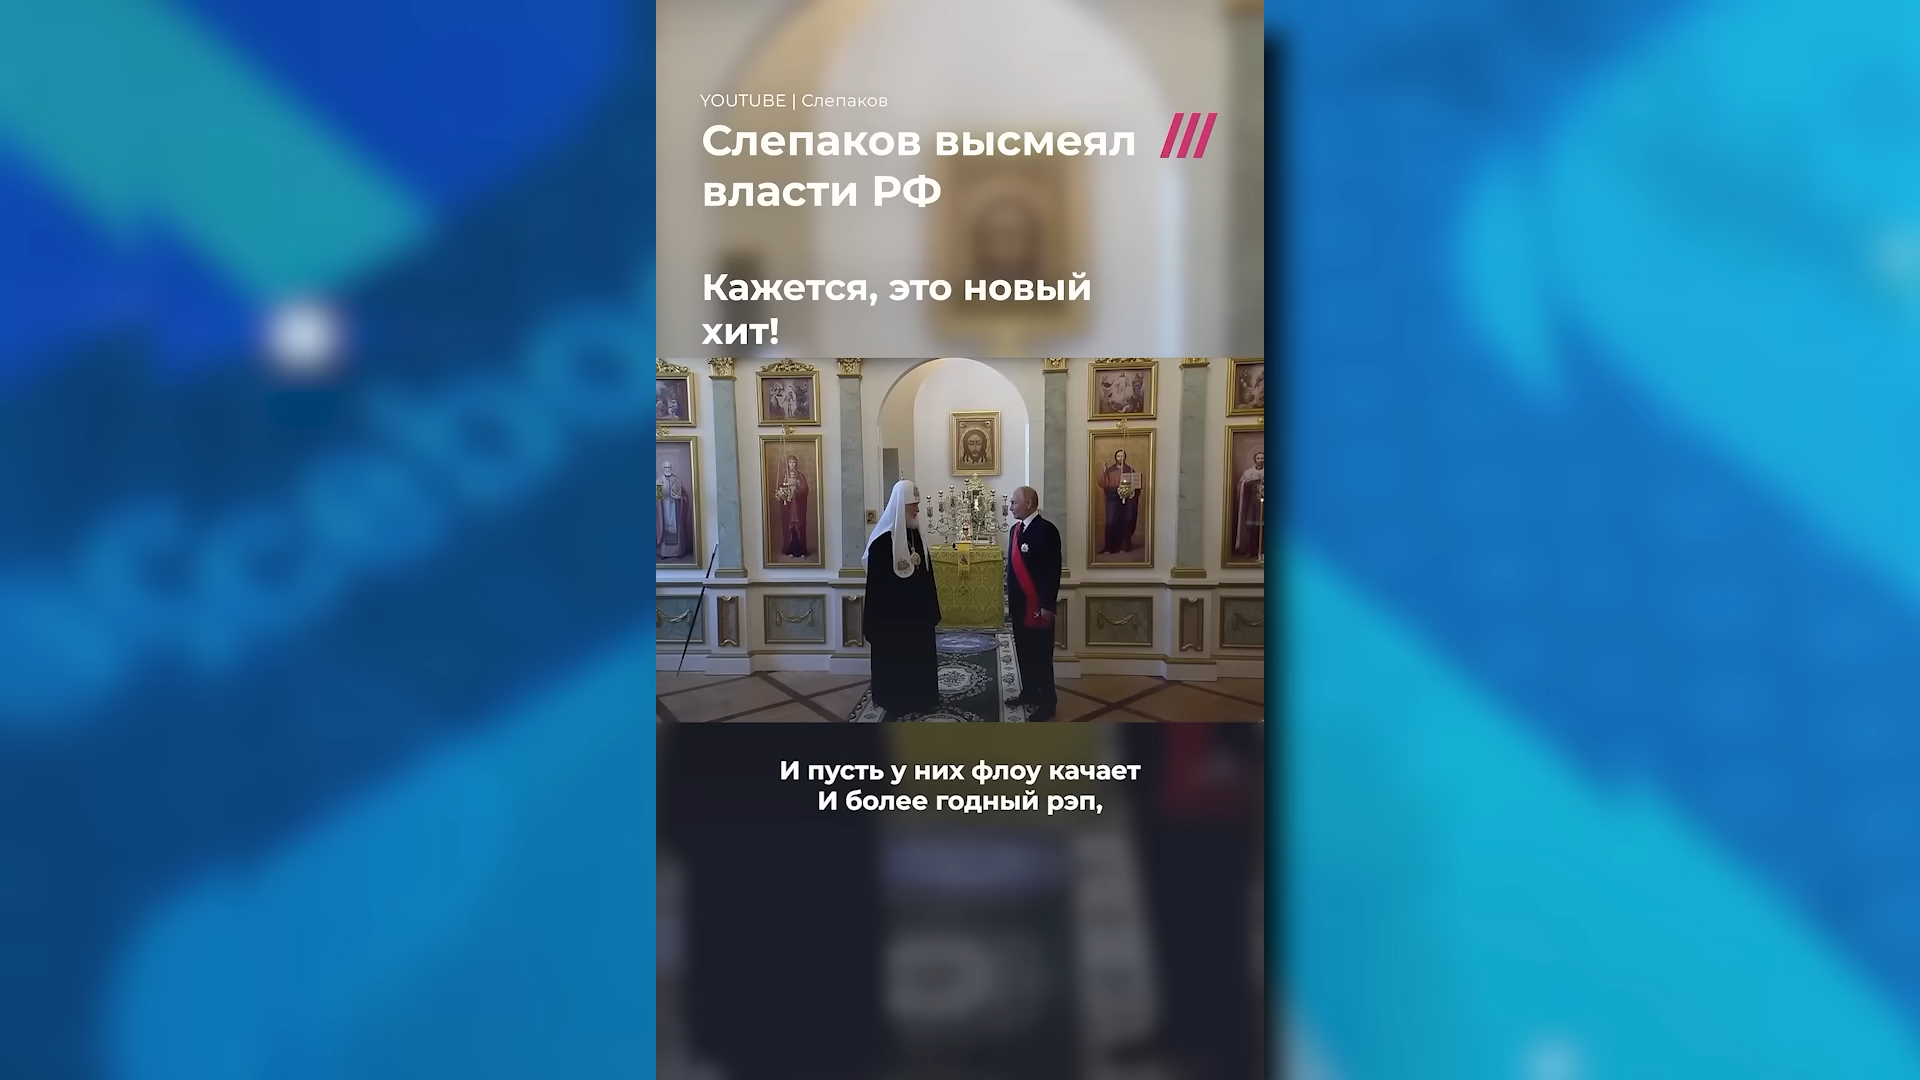 YOUTUBE | Слепаков
Слепаков высмеял
власти РФ
Кажется, это новый
хит!
И пусть у них флоу качает
И более годный рэп,